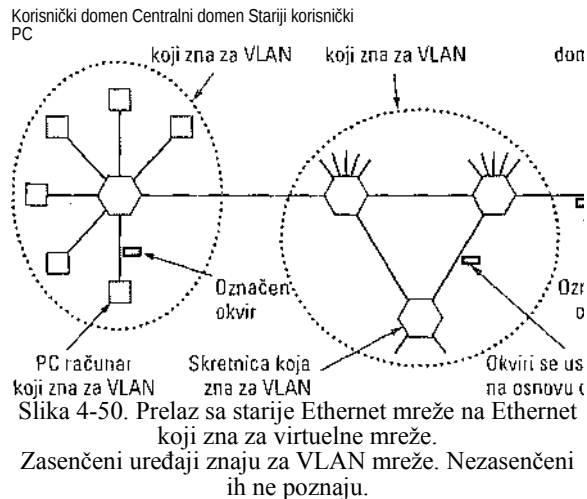 Korisnički domen Centralni domen Stariji korisnički
PC
koji zna za VLAN
koji zna za VLAN
Označen
okvir
PC računar
koji zna za VLAN
Skretnica koja
zna za VLAN
Okviri se
na osnovu
Slika 4-50. Prelaz sa starije Ethernet mreže na Ethernet
koji zna za virtuelne mreže.
Zasenčeni uređaji znaju za VLAN mreže. Nezasenčeni
ih ne poznaju.